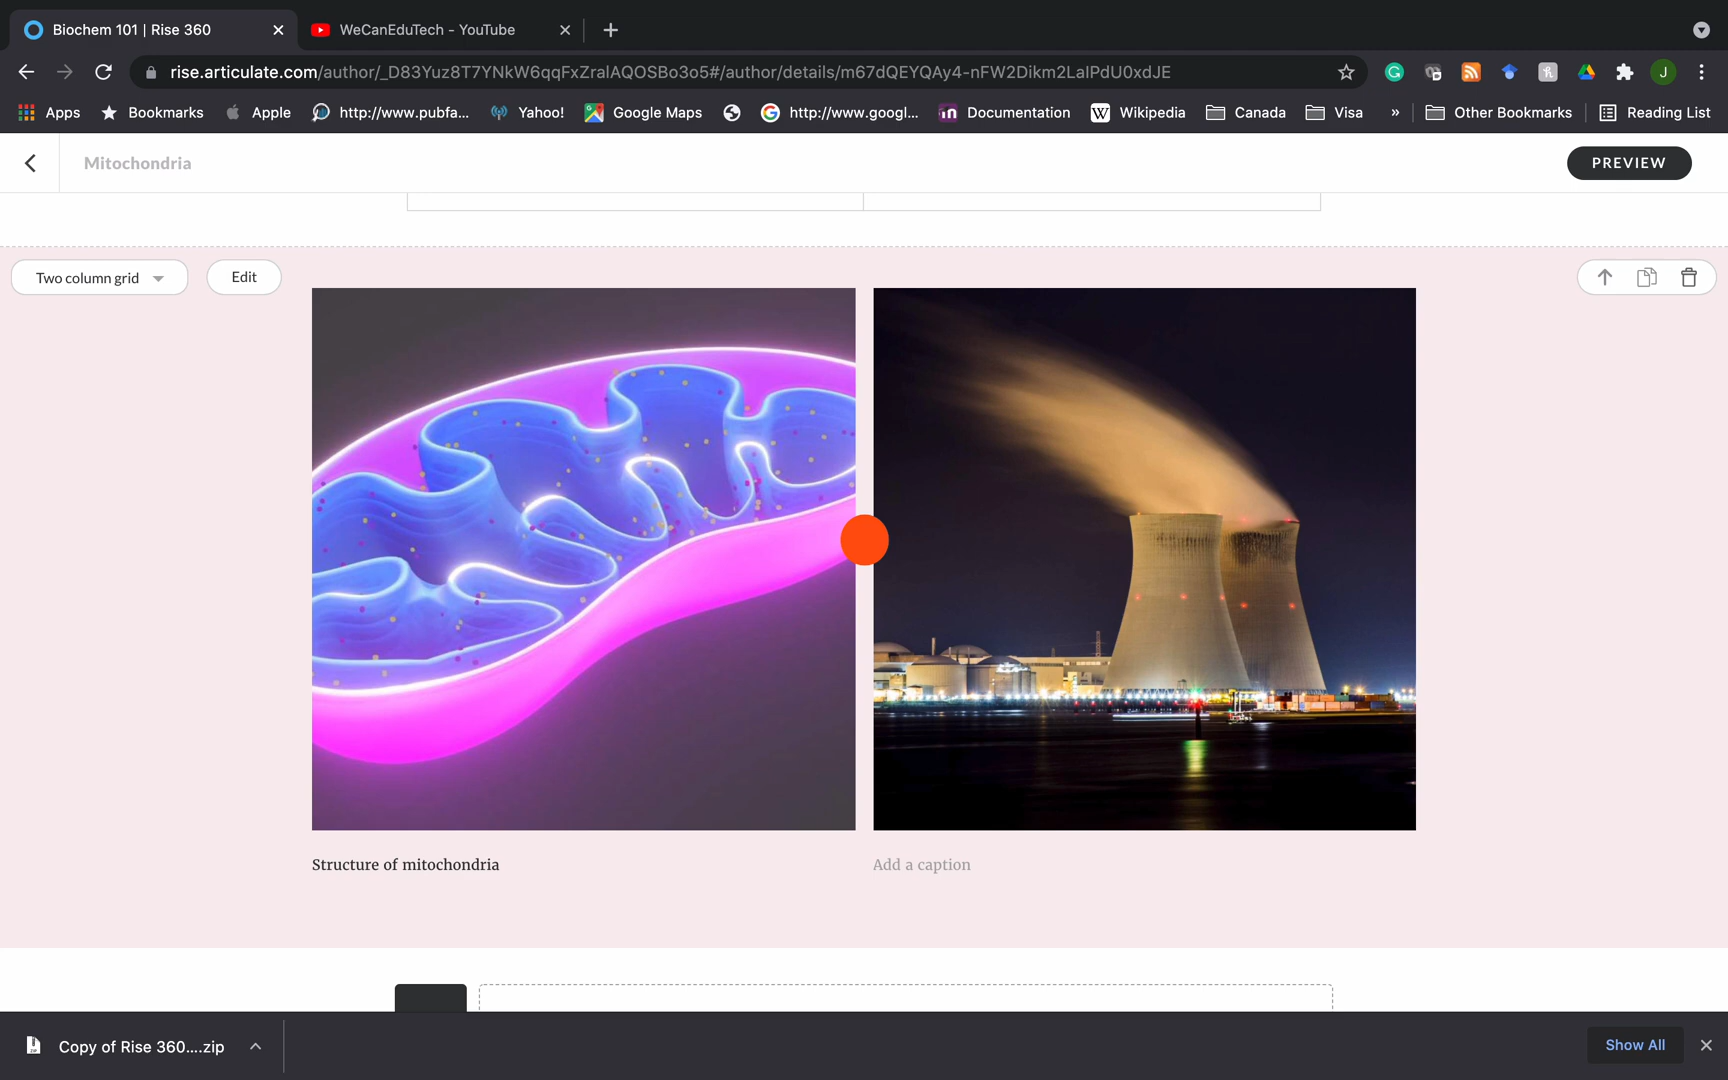 Biochem 101 | Rise 360
WeCanEduTech - YouTube
rise.articulate.com/author/_D83Yuz8T7YNkW6qqFxZralAQOSBo3o5#/author/details/m67dQEYQAy4-nFW2Dikm2LalPdU0xdJE
J
Apps
Bookmarks
Apple
http://www.pubfa...
Yahoo!
Google Maps
http://www.googl...
Documentation
Wikipedia
Canada
Visa
»
Other Bookmarks
Reading List
Mitochondria
PREVIEW
Two column grid
Edit
Structure of mitochondria
Add a caption
Copy of Rise 360....zip
Show All